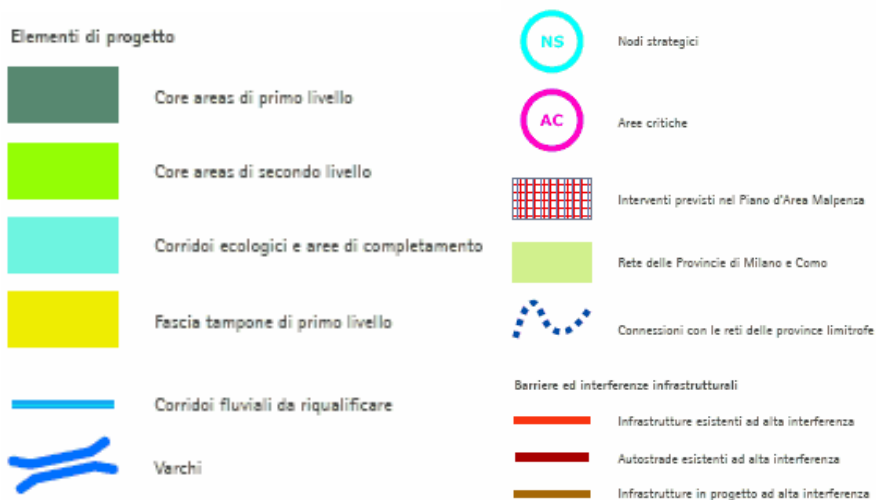 Elementi di progetto
Core areas di primo livello
Core areas di secondo livello
Corridoi ecologici e aree di completamento
Fascia tampone di primo livello
Corridoi fluviali da riqualificare
Varchi
NS
Nodi strategici
AC
Aree critiche
Interventi previsti nel Piano d'Area Malpensa
Rete delle Provincie di Milano e Como
Connessioni con le reti delle province limitrofe
Barriere ed interferenze infrastrutturali
Infrastrutture esistenti ad alta interferenza
Autostrade esistenti ad alta interferenza
Infrastrutture in progetto ad alta interferenza